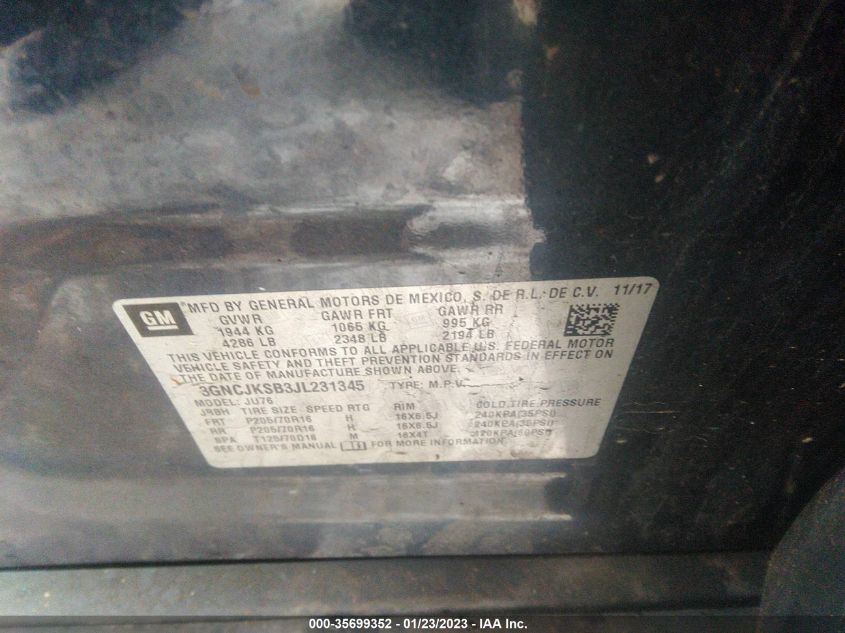 GM
®MFD BY GENERAL MOTORS DE MEXICO, S. DE R.L. DE C.V. 11/17
GVWR GAWR FRT GAWR RR
1944 KG 1065 KG 995 KG
4286 LB 2348 LB 2194 LB
THIS VEHICLE CONFORMS TO ALL APPLICABLE U.S. FEDERAL MOTOR
VEHICLE SAFETY AND THEFT PREVENTION STANDARDS IN EFFECT ON
THE DATE OF MANUFACTURE SHOWN ABOVE.
3GNCJKSB3JL231345 TYPE: M.P.V.
MODEL: JU76
JRBH TIRE SIZE SPEED RTG RIM COLD TIRE PRESSURE
FRT P205/70R16 H 16X6.5J 240KPA(35PSI)
RR P205/70R16 H 16X6.5J 240KPA(35PSI)
SPA T125/70D16 M 16X4T 420KPA(60PSI)
SEE OWNER'S MANUAL FOR MORE INFORMATION
000-35699352 / 01/23/2023 - IAA Inc.